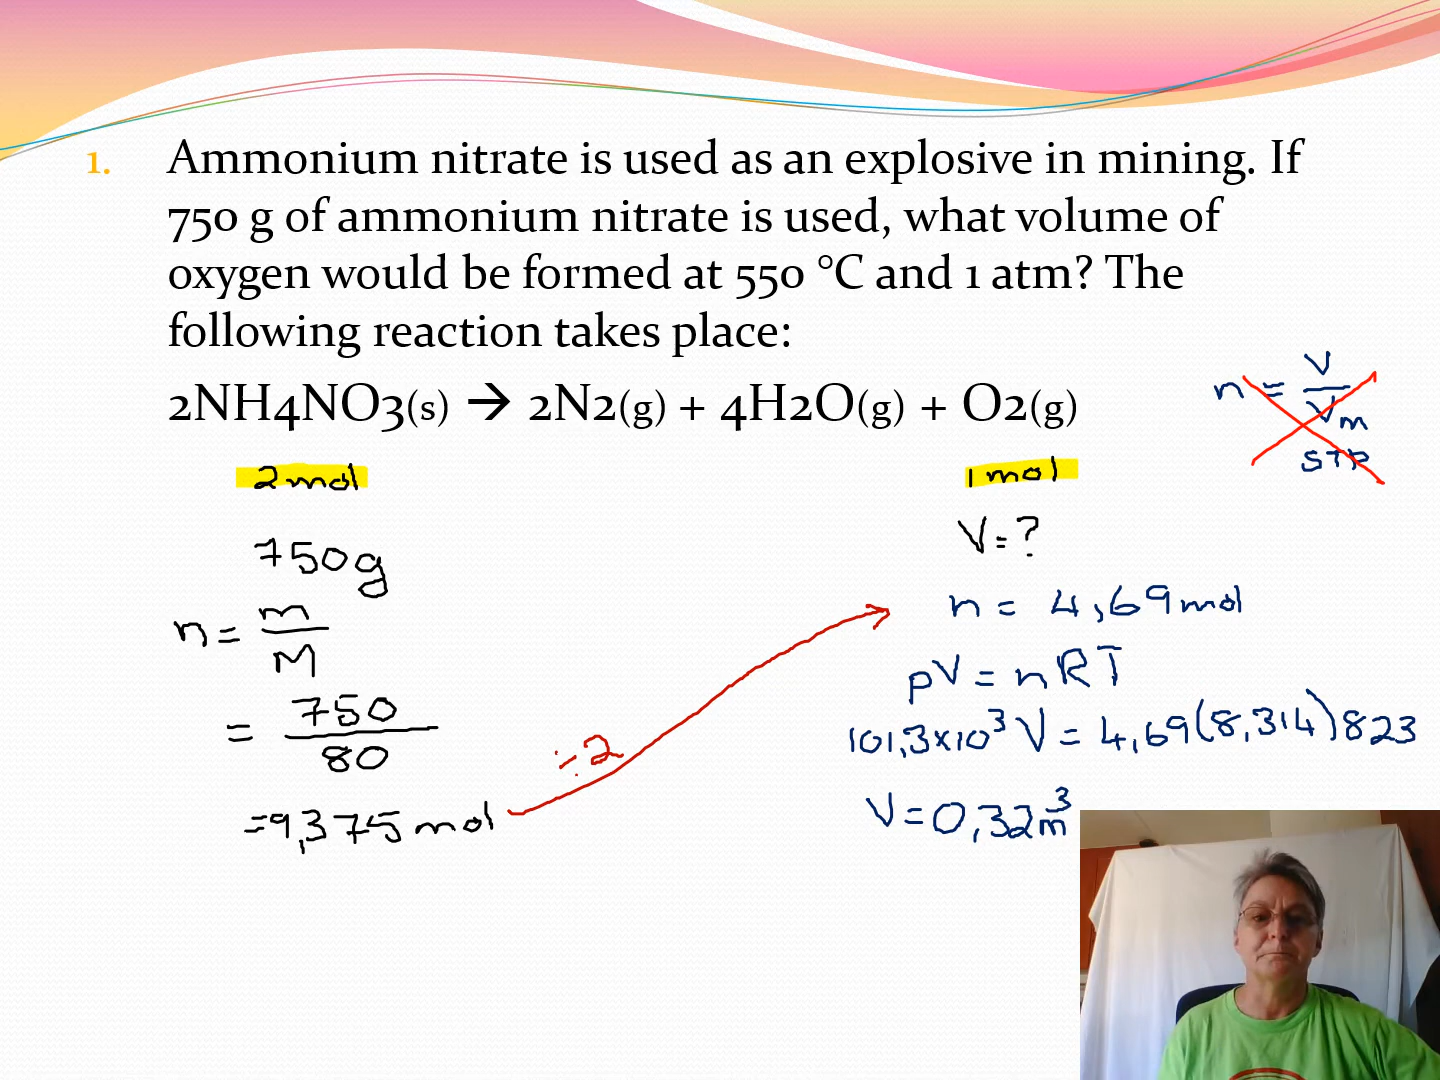 1. Ammonium nitrate is used as an explosive in mining. If
750 g of ammonium nitrate is used, what volume of
oxygen would be formed at 550 °C and 1 atm? The
following reaction takes place:
2NH4NO3(s) → 2N2(g) + 4H2O(g) + O2(g)
n = V/Vm
STP
2 mol
1 mol
750g
V = ?
n = m/M
n = 4,69 mol
= 750/80
pV = nRT
÷2
101,3x10³ V = 4,69(8,314)823
= 9,375 mol
V = 0,32 m³